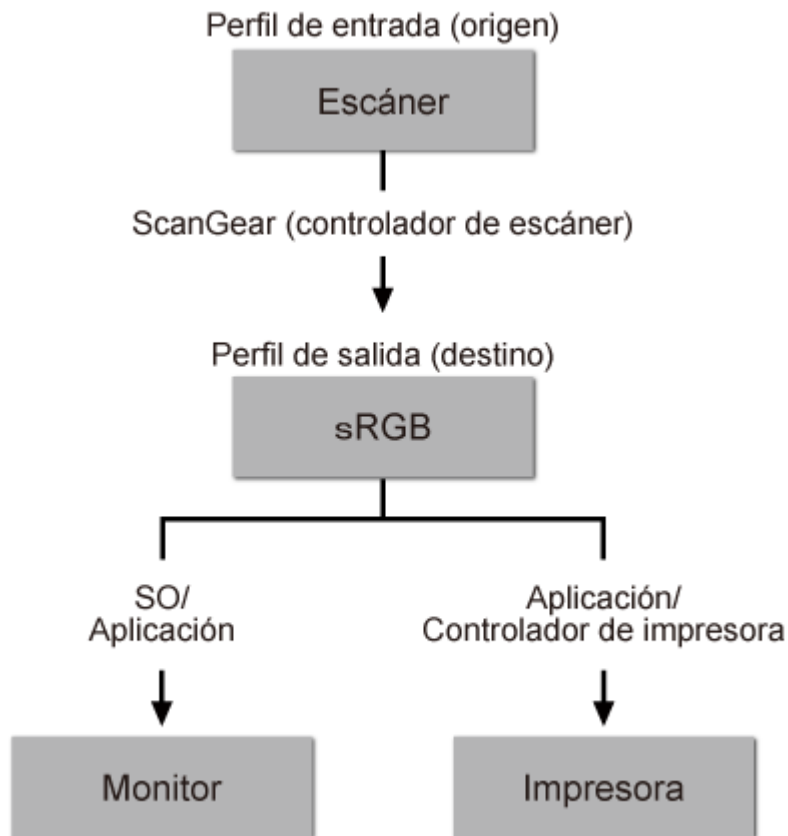 Perfil de entrada (origen)
Escáner
ScanGear (controlador de escáner)
Perfil de salida (destino)
sRGB
SO/
Aplicación
Aplicación/
Controlador de impresora
Monitor
Impresora